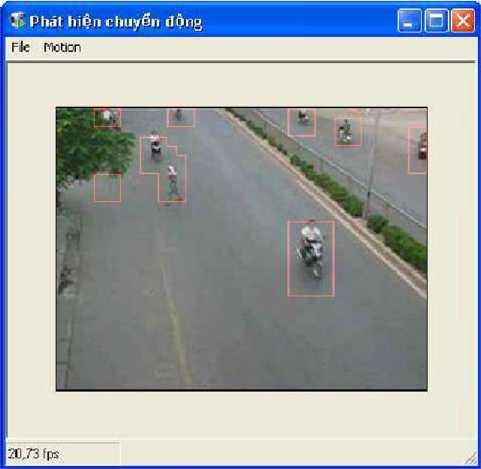 Phát hiện chuyển động
File Motion
20,73 fps